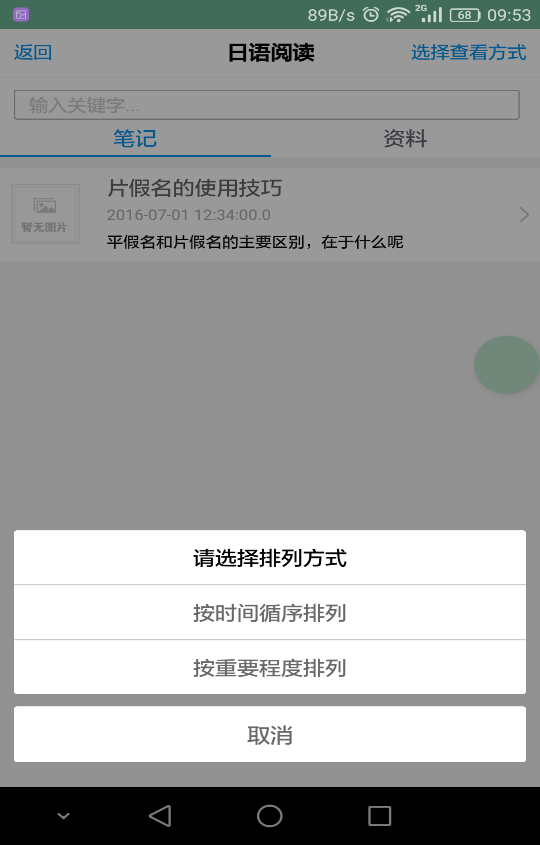 89B/s 2G 68 09:53
返回 日语阅读 选择查看方式
输入关键字...
笔记 资料
片假名的使用技巧
2016-07-01 12:34:00.0
暂无图片
平假名和片假名的主要区别，在于什么呢
请选择排列方式
按时间循序排列
按重要程度排列
取消